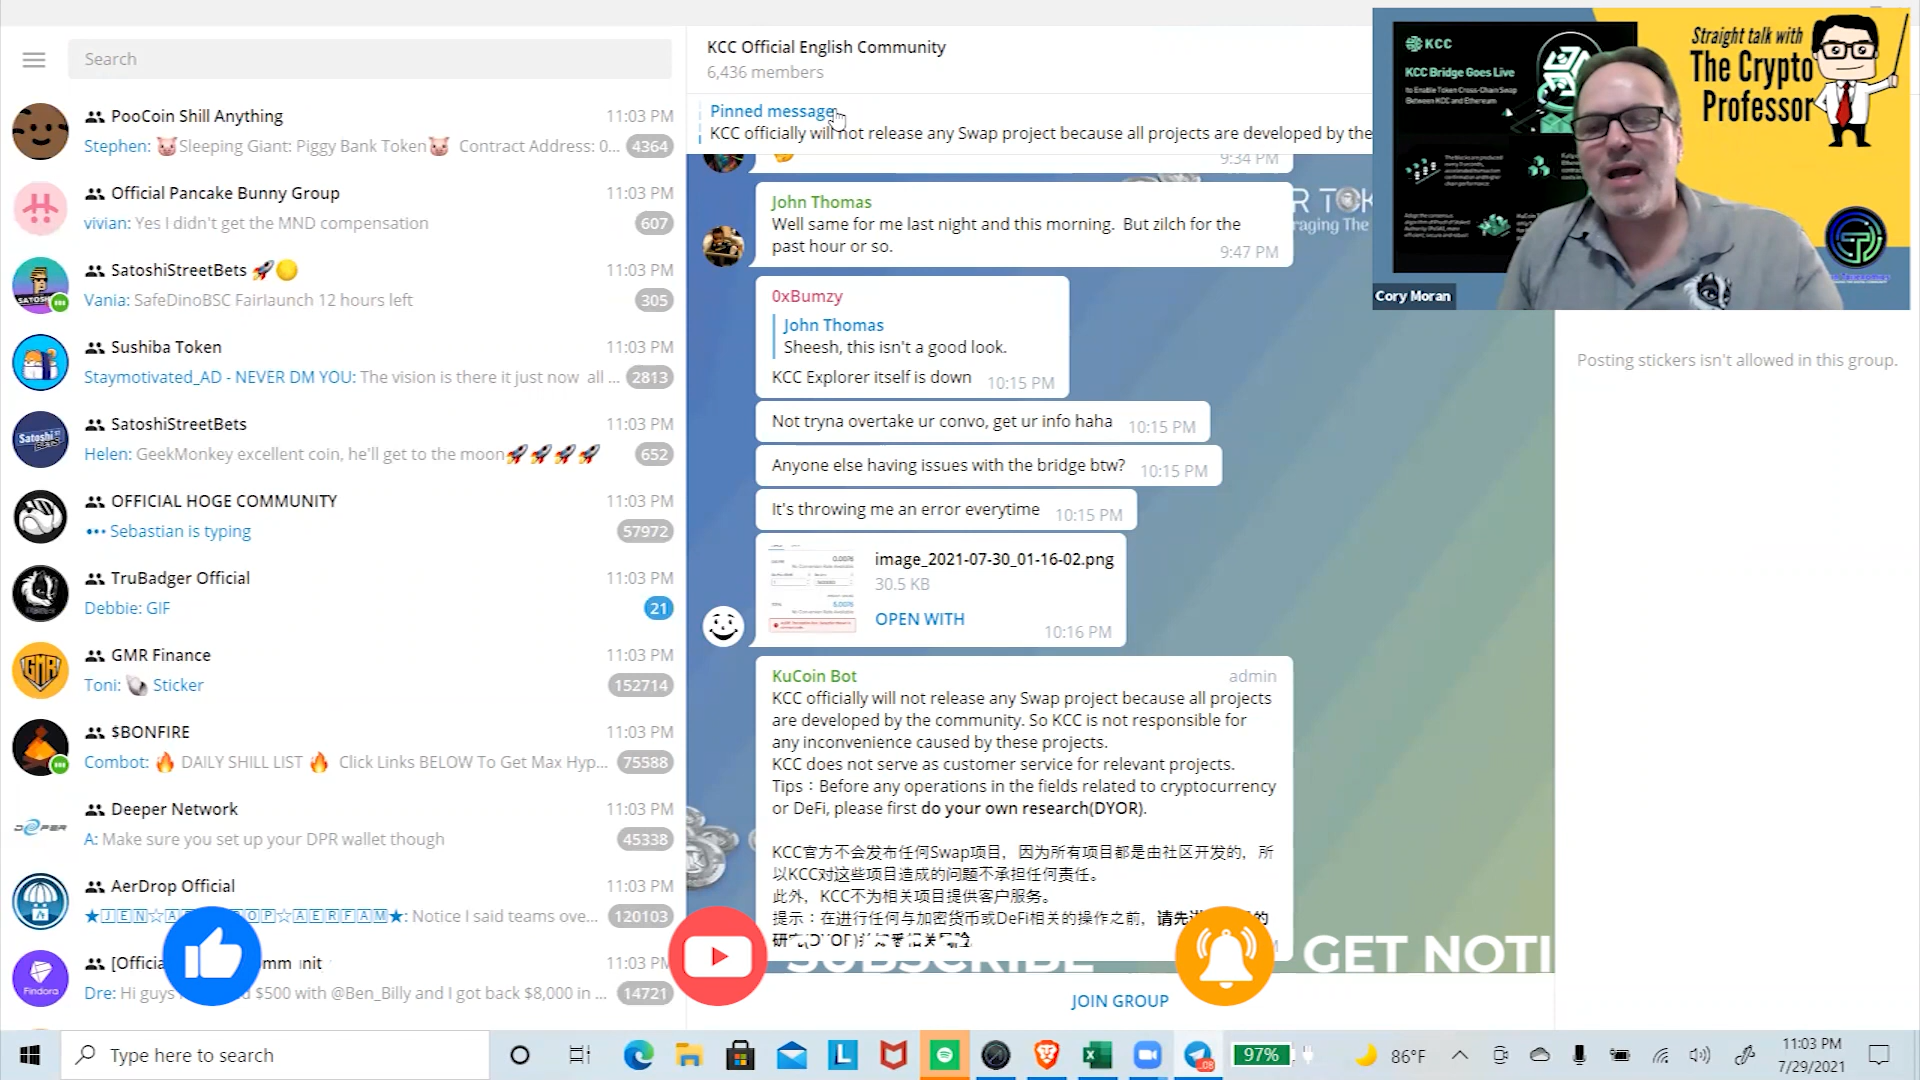 Search
PooCoin Shill Anything
11:03 PM
Stephen: 🐷Sleeping Giant: Piggy Bank Token🐷 Contract Address: 0...
4364
Official Pancake Bunny Group
11:03 PM
vivian: Yes I didn't get the MND compensation
607
SatoshiStreetBets 🚀🟡
11:03 PM
Vania: SafeDinoBSC Fairlaunch 12 hours left
305
Sushiba Token
11:03 PM
Staymotivated_AD - NEVER DM YOU: The vision is there it just now all ...
2813
SatoshiStreetBets
11:03 PM
Helen: GeekMonkey excellent coin, he'll get to the moon🚀🚀🚀🚀
652
OFFICIAL HOGE COMMUNITY
11:03 PM
Sebastian is typing
57972
TruBadger Official
11:03 PM
Debbie: GIF
21
GMR Finance
11:03 PM
Toni: 🐚 Sticker
152714
$BONFIRE
11:03 PM
Combot: 🔥 DAILY SHILL LIST 🔥 Click Links BELOW To Get Max Hyp...
75588
Deeper Network
11:03 PM
A: Make sure you set up your DPR wallet though
45338
AerDrop Official
11:03 PM
Notice I said teams ove...
120103
11:03 PM
Dre: Hi guys $500 with @Ben_Billy and I got back $8,000 in ...
14721
KCC Official English Community
6,436 members
Pinned message
KCC officially will not release any Swap project because all projects are developed by the
9:34 PM
John Thomas
Well same for me last night and this morning. But zilch for the
past hour or so.
9:47 PM
0xBumzy
John Thomas
Sheesh, this isn't a good look.
KCC Explorer itself is down
10:15 PM
Not tryna overtake ur convo, get ur info haha
10:15 PM
Anyone else having issues with the bridge btw?
10:15 PM
It's throwing me an error everytime
10:15 PM
image_2021-07-30_01-16-02.png
30.5 KB
OPEN WITH
10:16 PM
KuCoin Bot
admin
KCC officially will not release any Swap project because all projects
are developed by the community. So KCC is not responsible for
any inconvenience caused by these projects.
KCC does not serve as customer service for relevant projects.
Tips：Before any operations in the fields related to cryptocurrency
or DeFi, please first do your own research(DYOR).
KCC官方不会发布任何Swap项目，因为所有项目都是由社区开发的，所
以KCC对这些项目造成的问题不承担任何责任。
此外，KCC不为相关项目提供客户服务。
提示：在进行任何与加密货币或DeFi相关的操作之前，
SUBSCRIBE
GET NOTI
JOIN GROUP
KCC
KCC Bridge Goes Live
to Enable Token Cross-Chain Swap
Between KCC and Ethereum
Straight talk with
The Crypto
Professor
Cory Moran
Posting stickers isn't allowed in this group.
Type here to search
97%
86°F
11:03 PM
7/29/2021